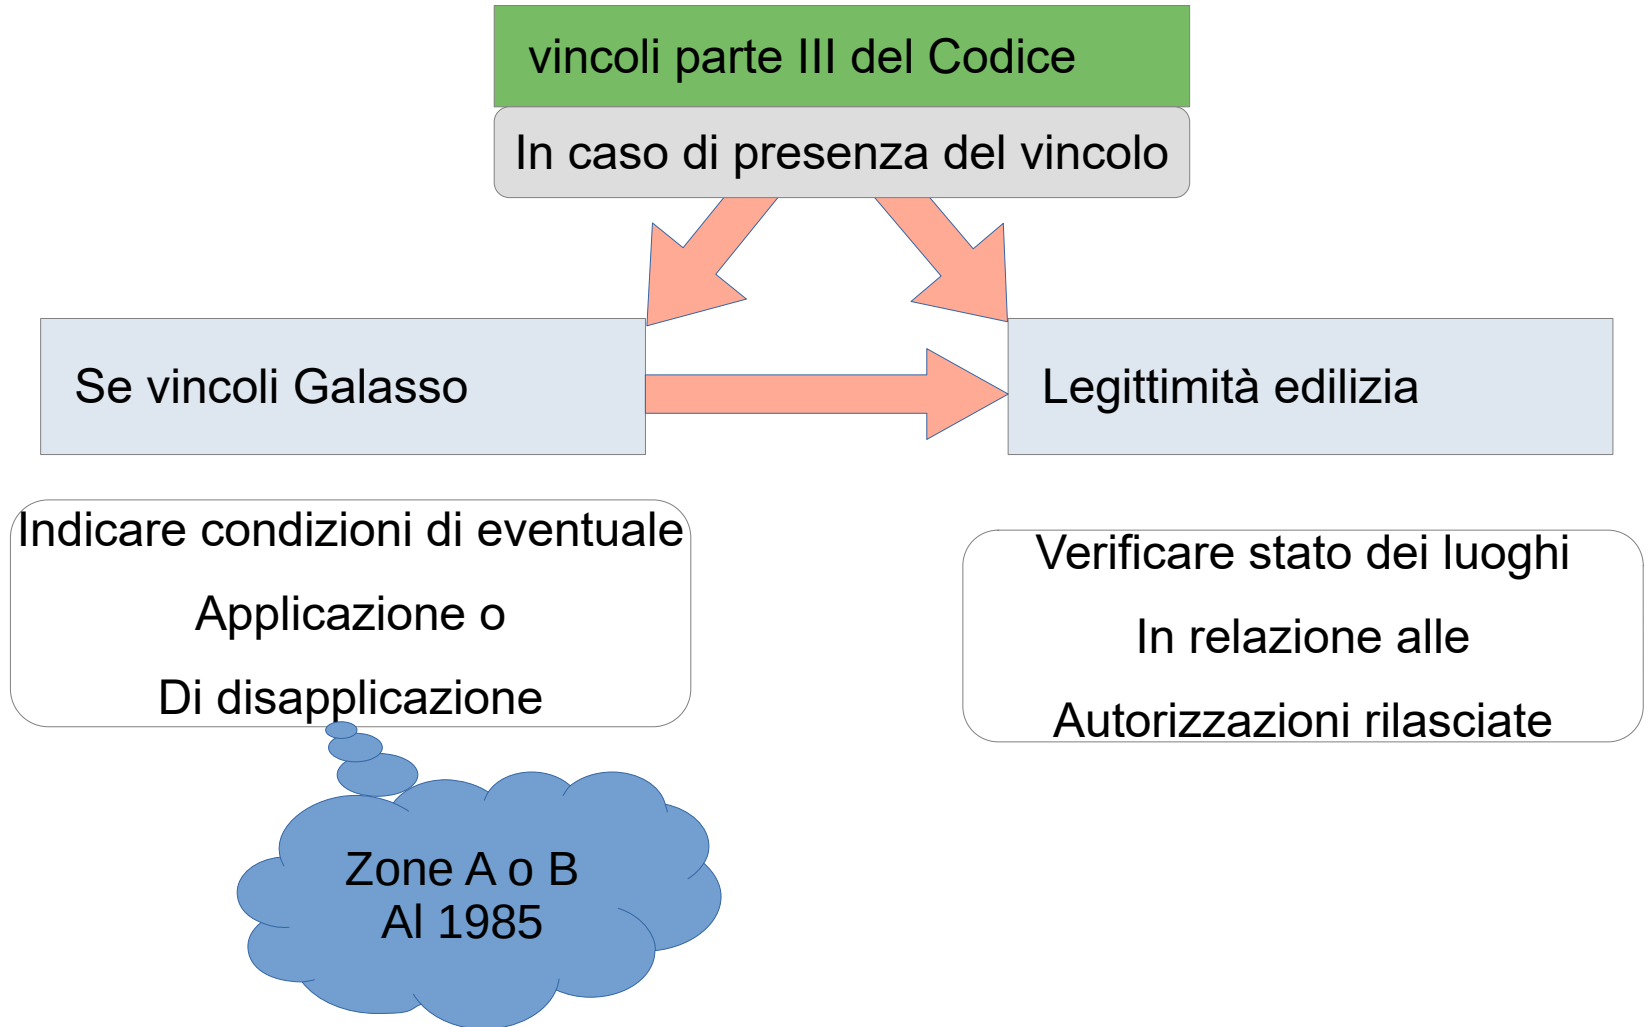 vincoli parte III del Codice
In caso di presenza del vincolo
Se vincoli Galasso
Legittimità edilizia
Indicare condizioni di eventuale
Applicazione o
Di disapplicazione
Verificare stato dei luoghi
In relazione alle
Autorizzazioni rilasciate
Zone A o B
Al 1985